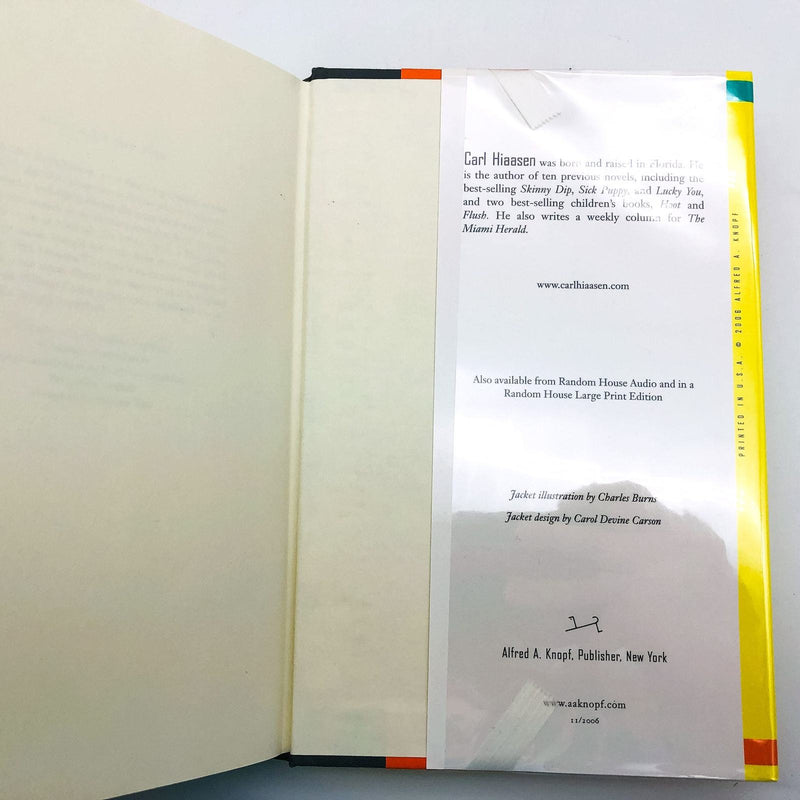 Carl Hiaasen was born and raised in Florida. He
is the author of ten previous novels, including the
best-selling Skinny Dip, Sick Puppy, and Lucky You,
and two best-selling children's books, Hoot and
Flush. He also writes a weekly column for The
Miami Herald.
www.carlhiaasen.com
Also available from Random House Audio and in a
Random House Large Print Edition
Jacket illustration by Charles Burns
Jacket design by Carol Devine Carson
Alfred A. Knopf, Publisher, New York
www.aaknopf.com
11/2006
PRINTED IN U.S.A. © 2006 ALFRED A. KNOPF